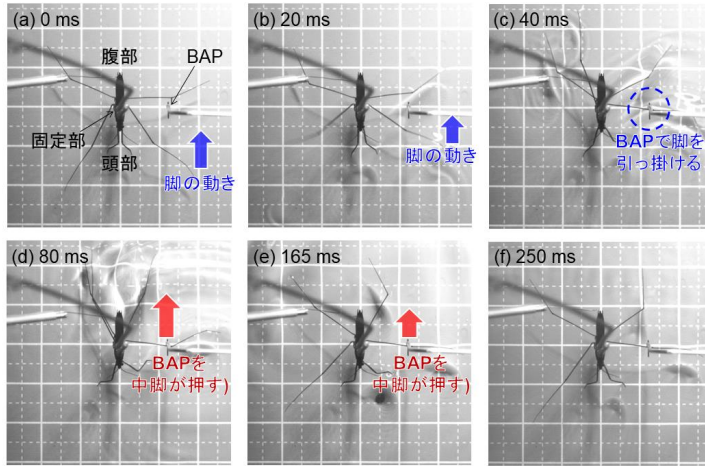 (a) 0 ms
腹部
BAP
固定部
頭部
脚の動き
(b) 20 ms
脚の動き
(c) 40 ms
BAPで脚を
引っ掛ける
(d) 80 ms
BAPを
中脚が押す)
(e) 165 ms
BAPを
中脚が押す)
(f) 250 ms